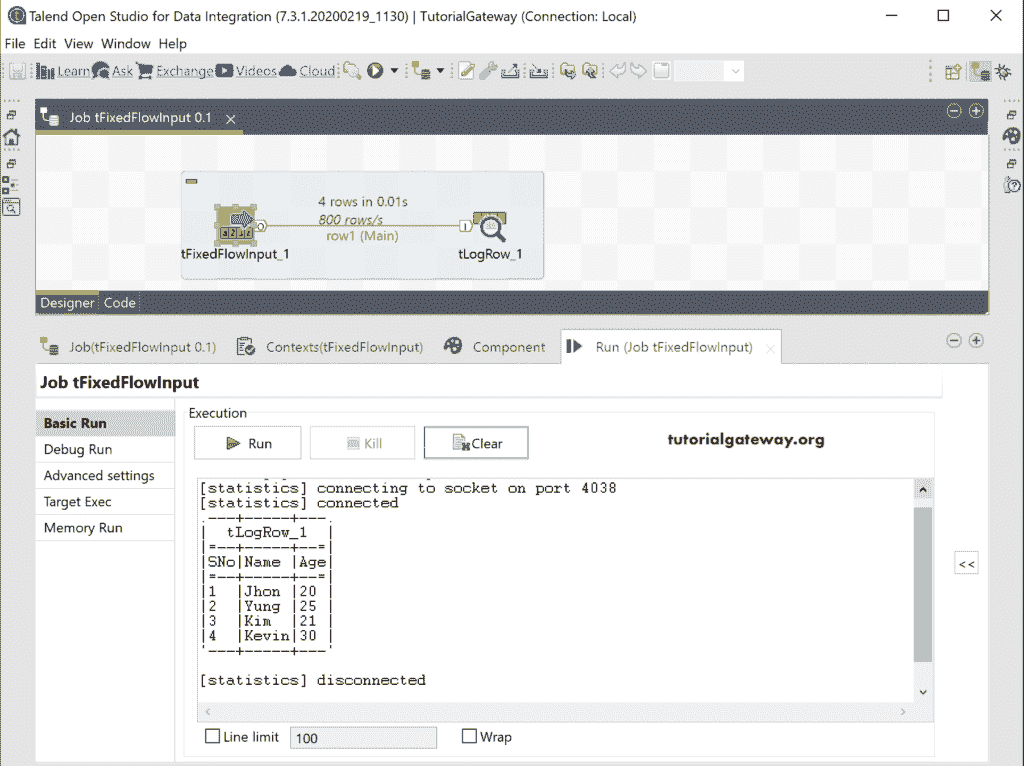 Talend Open Studio for Data Integration (7.3.1.20200219_1130) | TutorialGateway (Connection: Local)
File Edit View Window Help
Learn Ask Exchange Videos Cloud
Job tFixedFlowInput 0.1
4 rows in 0.01s
800 rows/s
row1 (Main)
tFixedFlowInput_1 tLogRow_1
Designer Code
Job(tFixedFlowInput 0.1) Contexts(tFixedFlowInput) Component Run (Job tFixedFlowInput)
Job tFixedFlowInput
Basic Run
Debug Run
Advanced settings
Target Exec
Memory Run
Execution
Run Kill Clear
tutorialgateway.org
[statistics] connecting to socket on port 4038
[statistics] connected
.---+-----+---.
|  tLogRow_1  |
|=--+-----+--=|
|SNo|Name |Age|
|=--+-----+--=|
|1  |Jhon |20 |
|2  |Yung |25 |
|3  |Kim  |21 |
|4  |Kevin|30 |
'---+-----+---'
[statistics] disconnected
<<
Line limit 100 Wrap